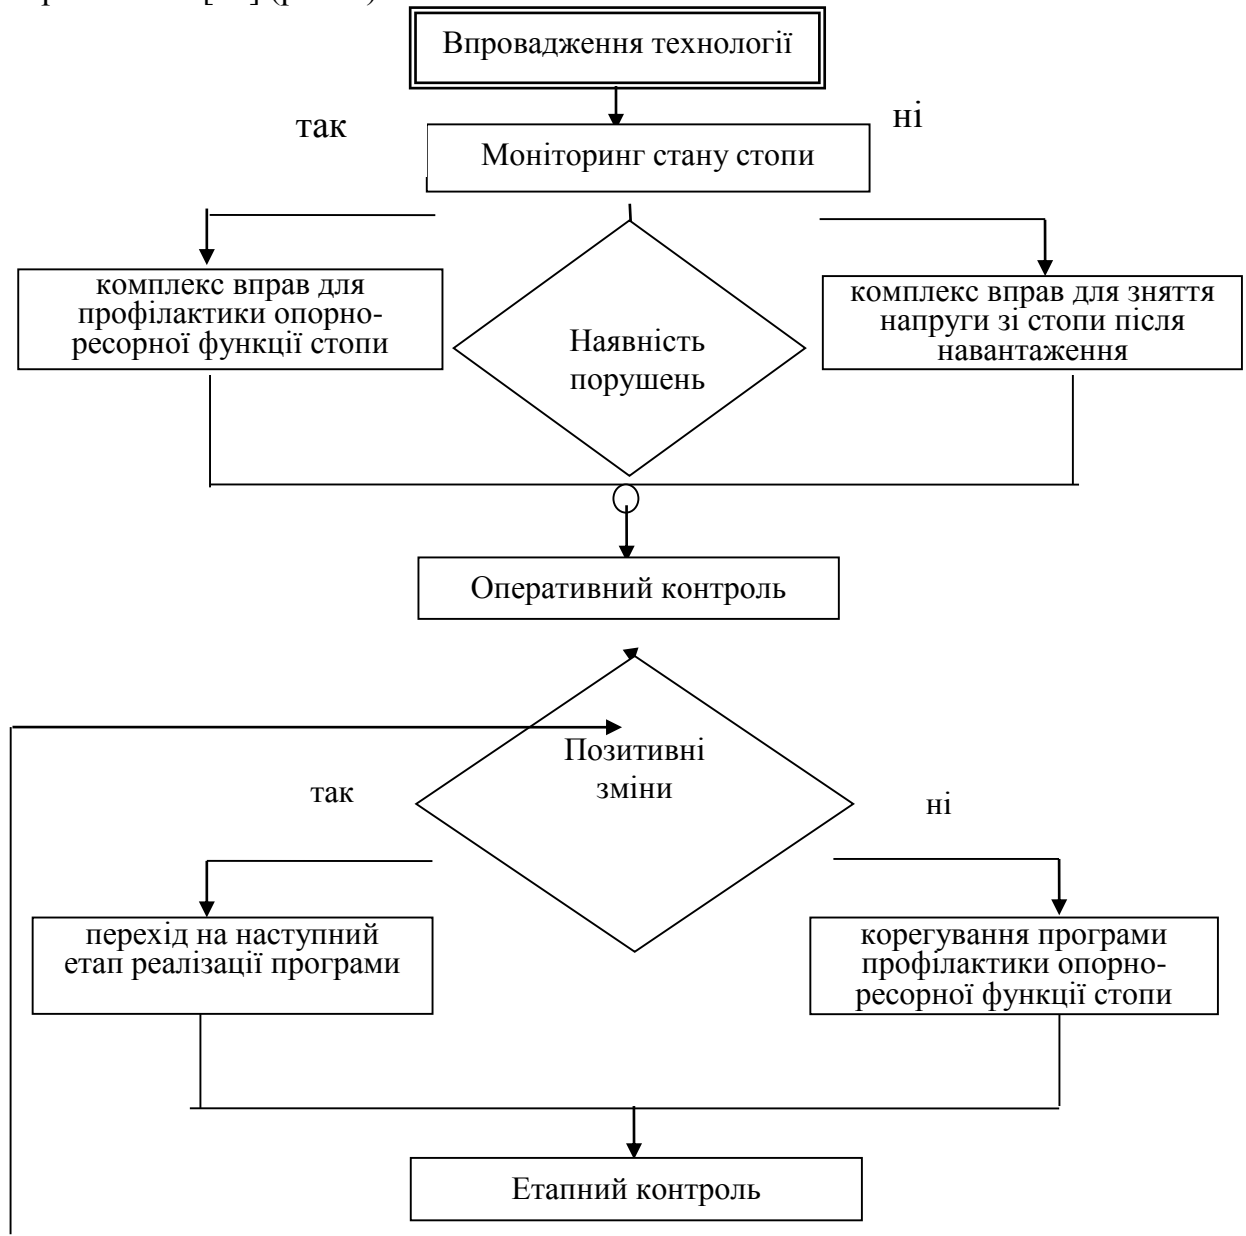 Впровадження технології
так
ні
Моніторинг стану стопи
комплекс вправ для
профілактики опорно-
ресорної функції стопи
Наявність
порушень
комплекс вправ для зняття
напруги зі стопи після
навантаження
Оперативний контроль
Позитивні
зміни
так
ні
перехід на наступний
етап реалізації програми
корегування програми
профілактики опорно-
ресорної функції стопи
Етапний контроль